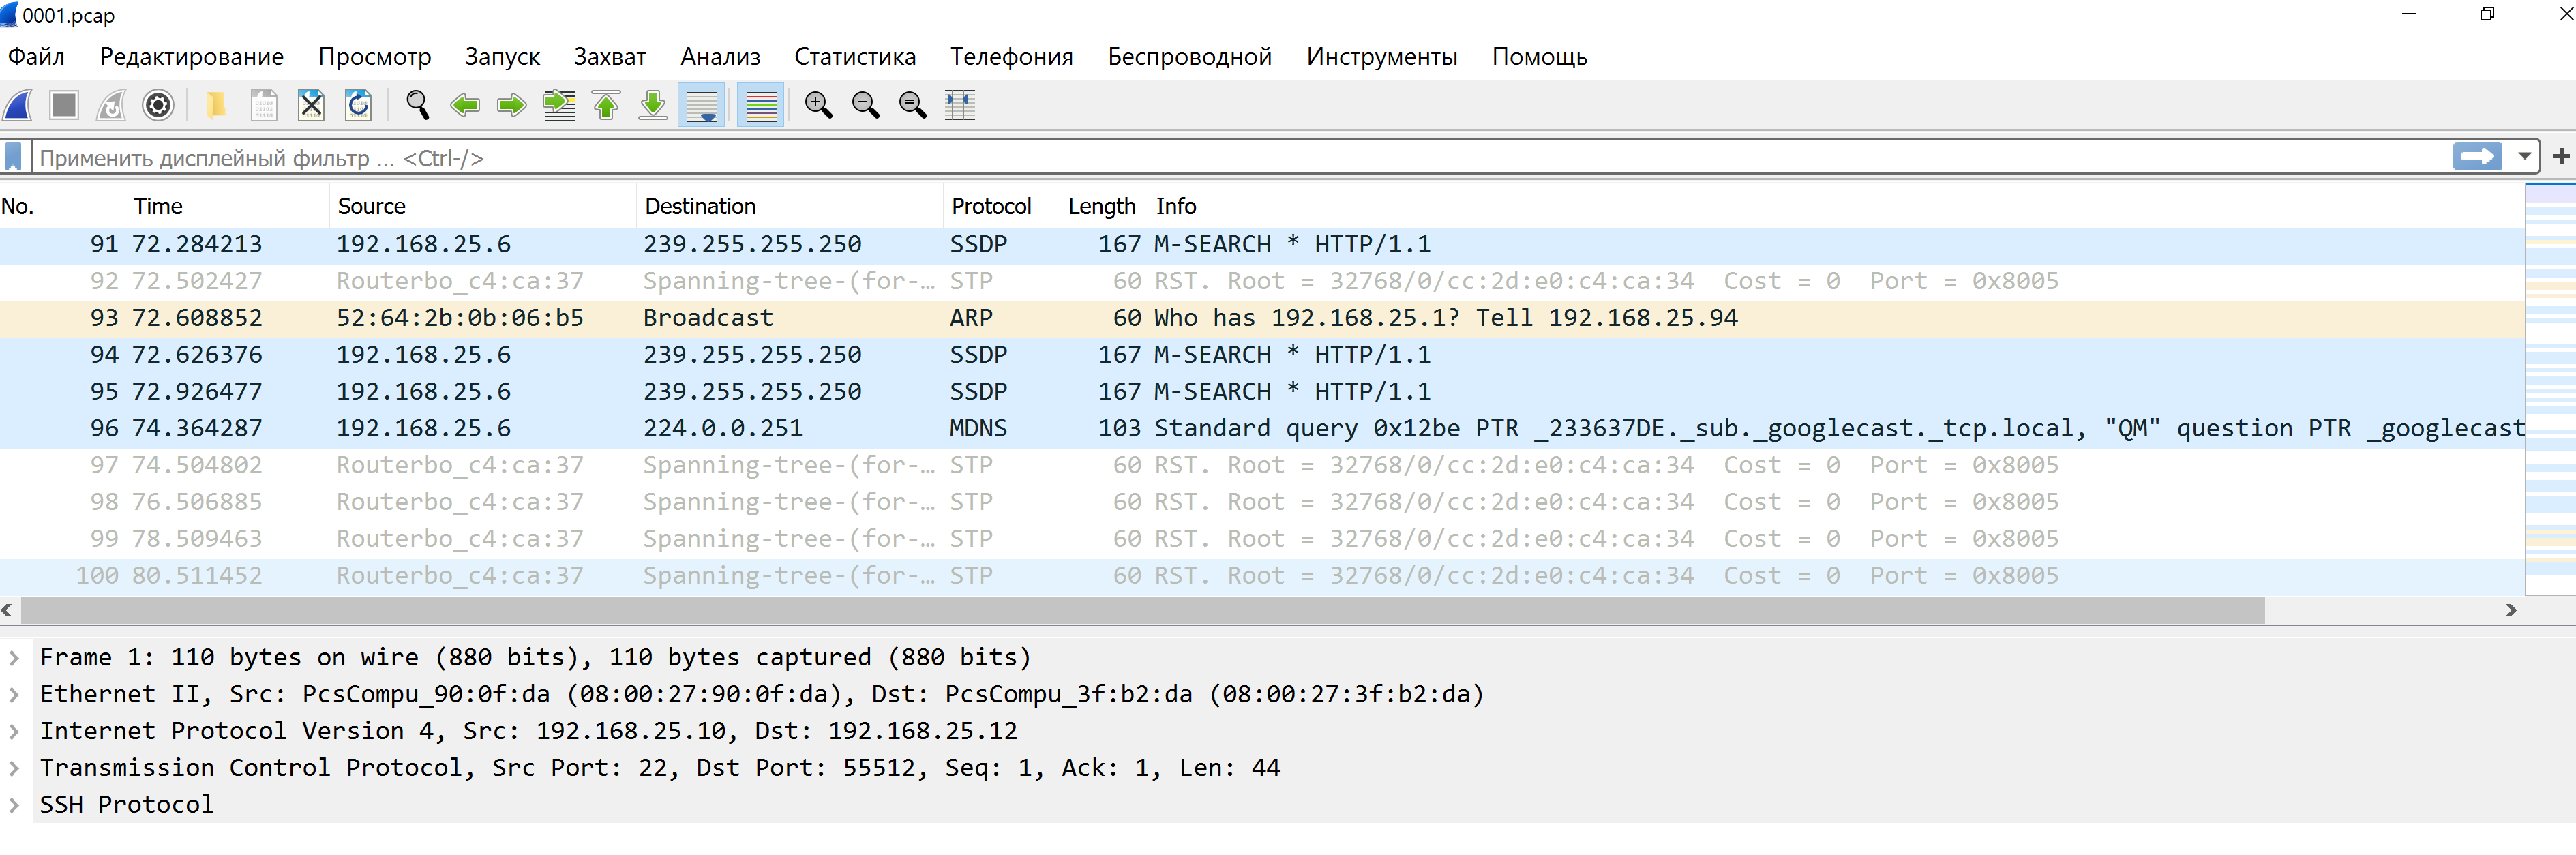 0001.pcap
Файл Редактирование Просмотр Запуск Захват Анализ Статистика Телефония Беспроводной Инструменты Помощь
Применить дисплейный фильтр ... <Ctrl-/>
No. Time Source Destination Protocol Length Info
91 72.284213 192.168.25.6 239.255.255.250 SSDP 167 M-SEARCH * HTTP/1.1
92 72.502427 Routerbo_c4:ca:37 Spanning-tree-(for-… STP 60 RST. Root = 32768/0/cc:2d:e0:c4:ca:34 Cost = 0 Port = 0x8005
93 72.608852 52:64:2b:0b:06:b5 Broadcast ARP 60 Who has 192.168.25.1? Tell 192.168.25.94
94 72.626376 192.168.25.6 239.255.255.250 SSDP 167 M-SEARCH * HTTP/1.1
95 72.926477 192.168.25.6 239.255.255.250 SSDP 167 M-SEARCH * HTTP/1.1
96 74.364287 192.168.25.6 224.0.0.251 MDNS 103 Standard query 0x12be PTR _233637DE._sub._googlecast._tcp.local, "QM" question PTR _googlecast
97 74.504802 Routerbo_c4:ca:37 Spanning-tree-(for-… STP 60 RST. Root = 32768/0/cc:2d:e0:c4:ca:34 Cost = 0 Port = 0x8005
98 76.506885 Routerbo_c4:ca:37 Spanning-tree-(for-… STP 60 RST. Root = 32768/0/cc:2d:e0:c4:ca:34 Cost = 0 Port = 0x8005
99 78.509463 Routerbo_c4:ca:37 Spanning-tree-(for-… STP 60 RST. Root = 32768/0/cc:2d:e0:c4:ca:34 Cost = 0 Port = 0x8005
100 80.511452 Routerbo_c4:ca:37 Spanning-tree-(for-… STP 60 RST. Root = 32768/0/cc:2d:e0:c4:ca:34 Cost = 0 Port = 0x8005
Frame 1: 110 bytes on wire (880 bits), 110 bytes captured (880 bits)
Ethernet II, Src: PcsCompu_90:0f:da (08:00:27:90:0f:da), Dst: PcsCompu_3f:b2:da (08:00:27:3f:b2:da)
Internet Protocol Version 4, Src: 192.168.25.10, Dst: 192.168.25.12
Transmission Control Protocol, Src Port: 22, Dst Port: 55512, Seq: 1, Ack: 1, Len: 44
SSH Protocol